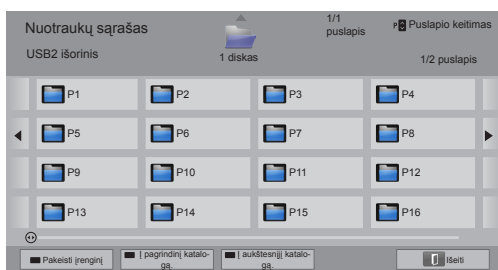 Nuotraukų sąrašas
USB2 išorinis
1 diskas
1/1
puslapis
P Puslapio keitimas
1/2 puslapis
P1 P2 P3 P4
P5 P6 P7 P8
P9 P10 P11 P12
P13 P14 P15 P16
Pakeisti įrenginį
Į pagrindinį katalo-
gą.
Į aukštesnįjį katalo-
gą.
Išeiti